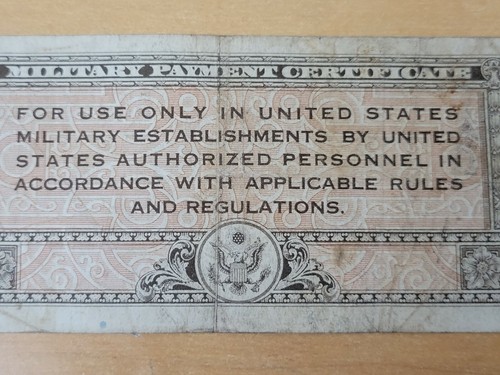 MILITARY PAYMENT CERTIFICATE
FOR USE ONLY IN UNITED STATES
MILITARY ESTABLISHMENTS BY UNITED
STATES AUTHORIZED PERSONNEL IN
ACCORDANCE WITH APPLICABLE RULES
AND REGULATIONS.